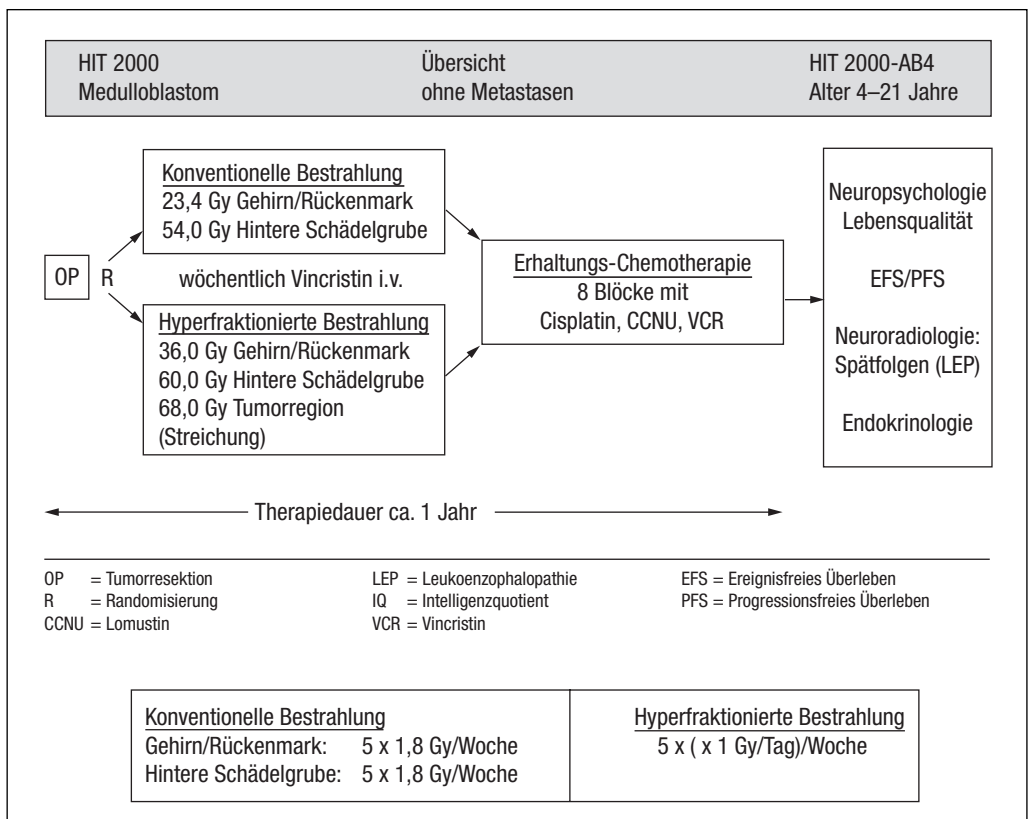 HIT 2000 Übersicht HIT 2000-AB4
Medulloblastom ohne Metastasen Alter 4–21 Jahre
OP
R
Konventionelle Bestrahlung
23,4 Gy Gehirn/Rückenmark
54,0 Gy Hintere Schädelgrube
wöchentlich Vincristin i.v.
Hyperfraktionierte Bestrahlung
36,0 Gy Gehirn/Rückenmark
60,0 Gy Hintere Schädelgrube
68,0 Gy Tumorregion
(Streichung)
Erhaltungs-Chemotherapie
8 Blöcke mit
Cisplatin, CCNU, VCR
Neuropsychologie
Lebensqualität
EFS/PFS
Neuroradiologie:
Spätfolgen (LEP)
Endokrinologie
Therapiedauer ca. 1 Jahr
OP = Tumorresektion LEP = Leukoenzophalopathie EFS = Ereignisfreies Überleben
R = Randomisierung IQ = Intelligenzquotient PFS = Progressionsfreies Überleben
CCNU = Lomustin VCR = Vincristin
Konventionelle Bestrahlung
Gehirn/Rückenmark: 5 x 1,8 Gy/Woche
Hintere Schädelgrube: 5 x 1,8 Gy/Woche
Hyperfraktionierte Bestrahlung
5 x ( x 1 Gy/Tag)/Woche